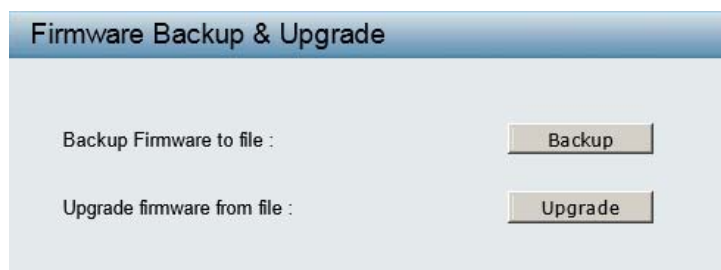 Firmware Backup & Upgrade
Backup Firmware to file : Backup
Upgrade firmware from file : Upgrade